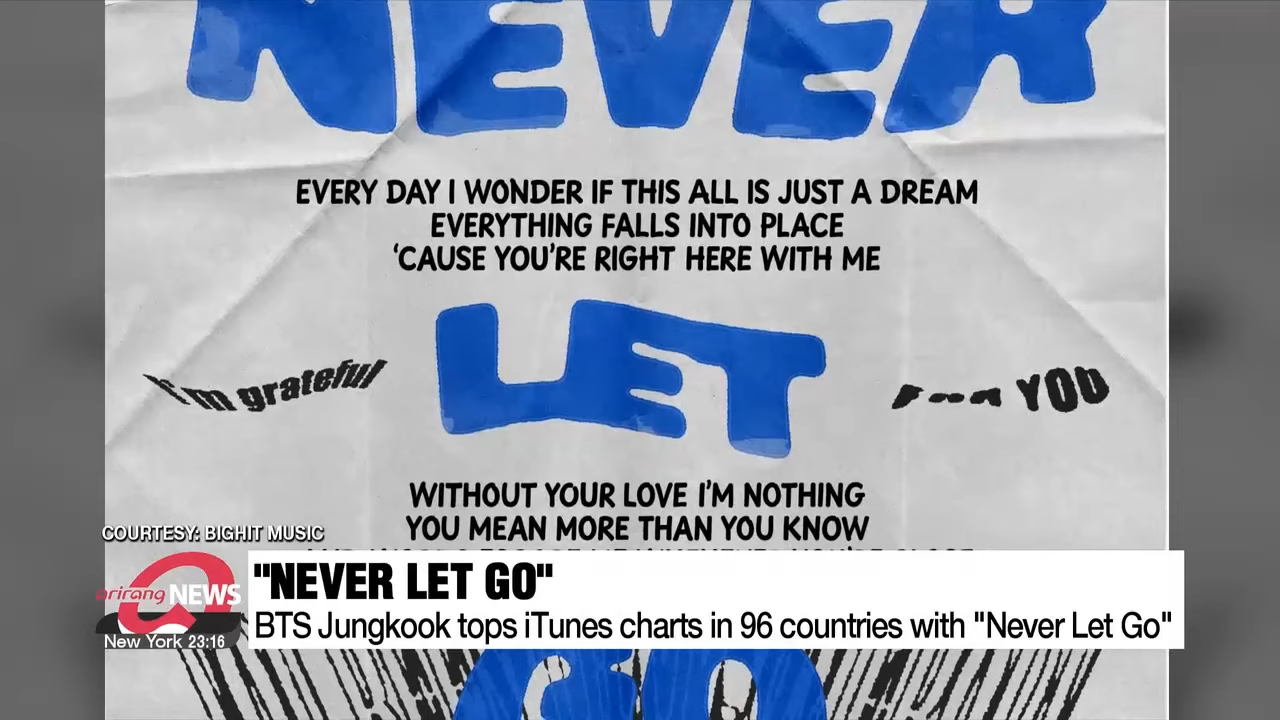 NEVER
EVERY DAY I WONDER IF THIS ALL IS JUST A DREAM
EVERYTHING FALLS INTO PLACE
‘CAUSE YOU’RE RIGHT HERE WITH ME
I'm grateful LET FOR YOU
WITHOUT YOUR LOVE I’M NOTHING
YOU MEAN MORE THAN YOU KNOW
COURTESY: BIGHIT MUSIC
arirang NEWS
New York 23:16
"NEVER LET GO"
BTS Jungkook tops iTunes charts in 96 countries with "Never Let Go"
GO